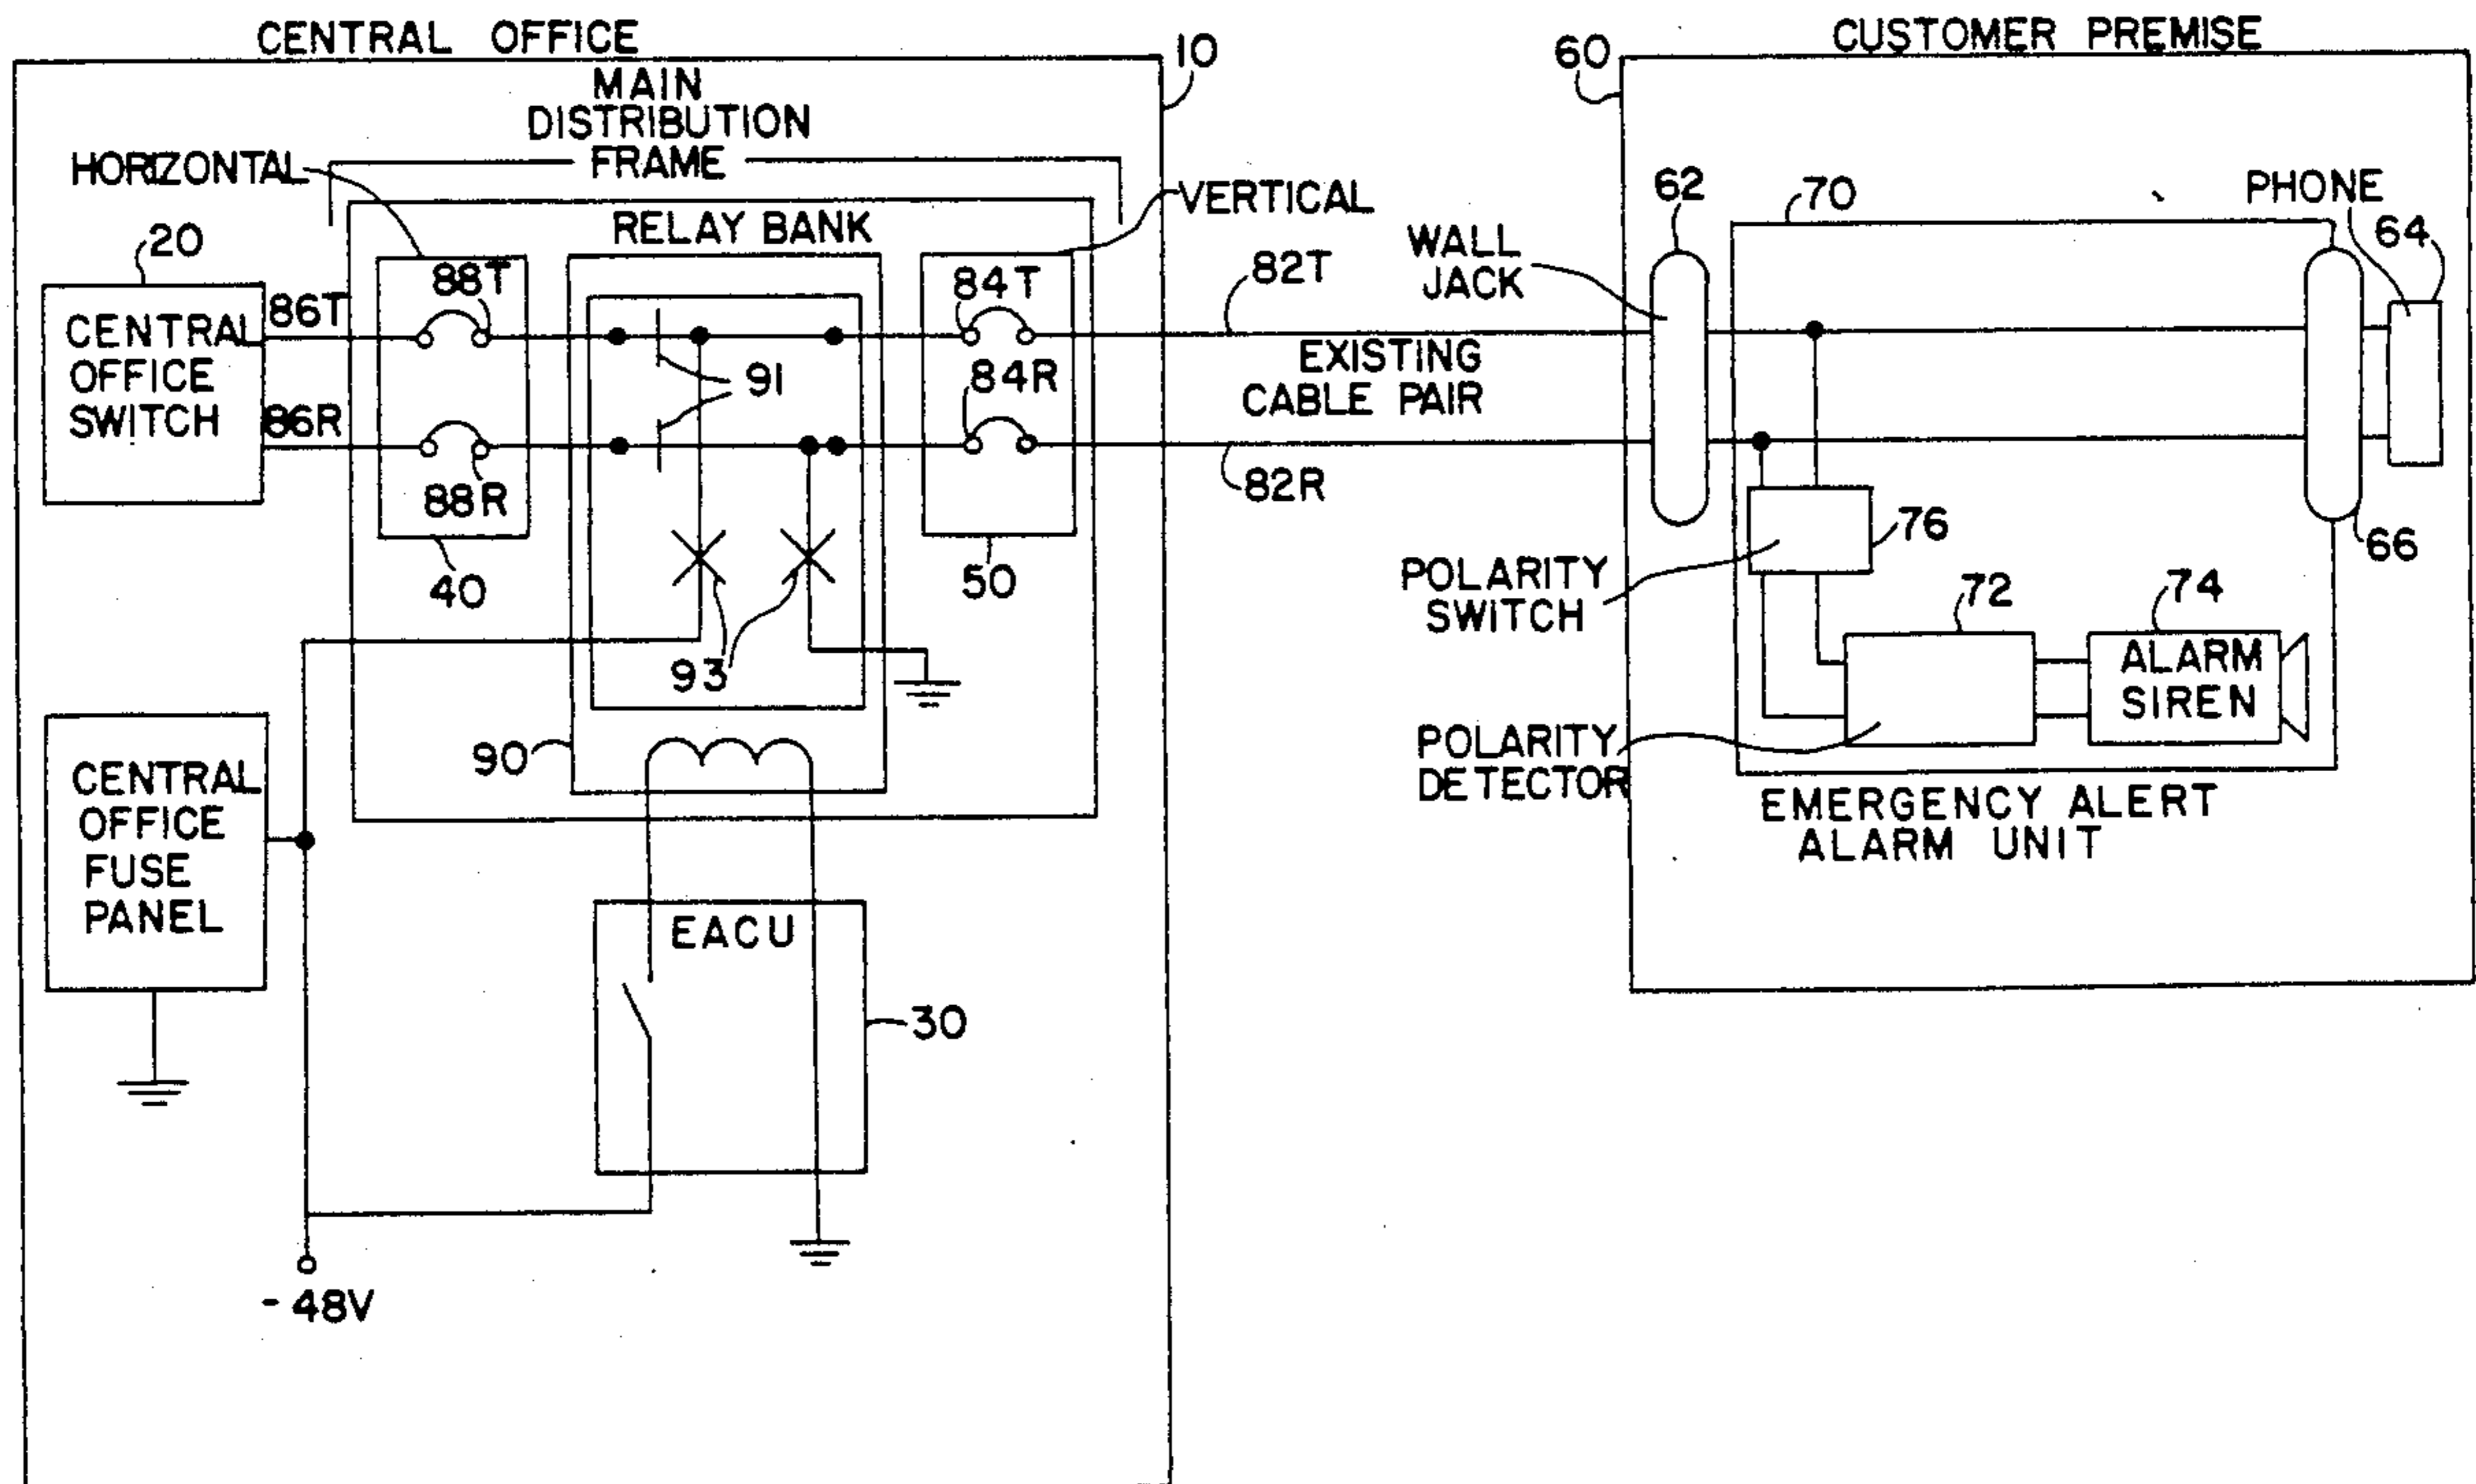 CENTRAL OFFICE
10
60
CUSTOMER PREMISE
MAIN
DISTRIBUTION
FRAME
HORIZONTAL
VERTICAL
RELAY BANK
20
CENTRAL
OFFICE
SWITCH
86T
86R
88T
88R
40
91
93
90
84T
84R
50
82T
EXISTING
CABLE PAIR
82R
WALL
JACK
62
70
PHONE
64
66
76
POLARITY
SWITCH
72
74
ALARM
SIREN
POLARITY
DETECTOR
EMERGENCY ALERT
ALARM UNIT
CENTRAL
OFFICE
FUSE
PANEL
EACU
30
- 48V